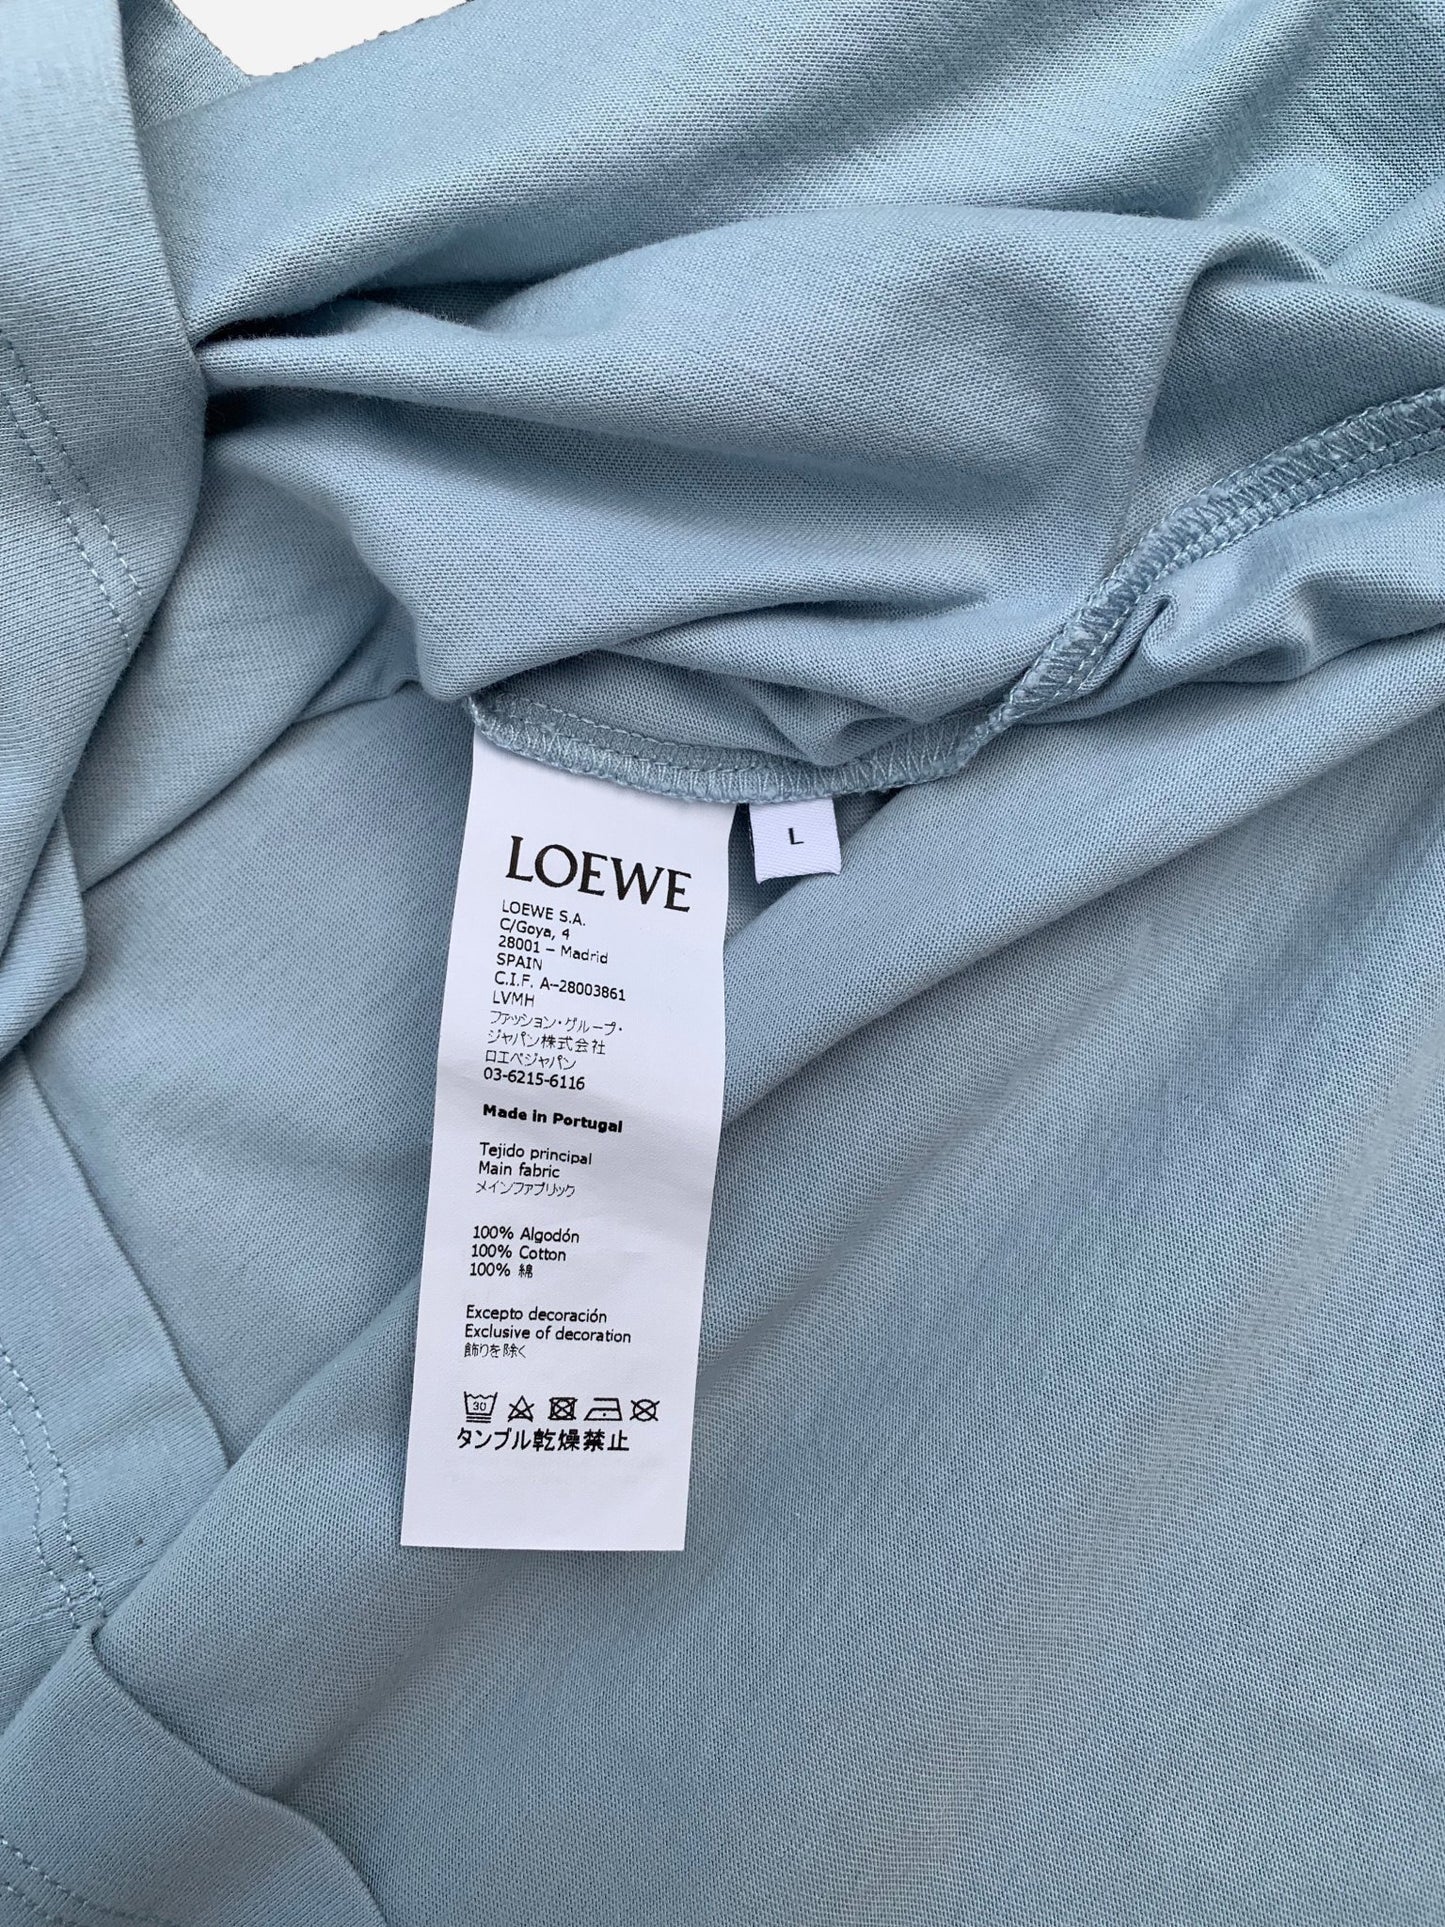 LOEWE
L
LOEWE S.A.
C/Goya, 4
28001 – Madrid
SPAIN
C.I.F. A-28003861
LVMH
ファッション・グループ・
ジャパン株式会社
ロエベジャパン
03-6215-6116
Made in Portugal
Tejido principal
Main fabric
メインファブリック
100% Algodón
100% Cotton
100% 綿
Excepto decoración
Exclusive of decoration
飾りを除く
30
タンブル乾燥禁止